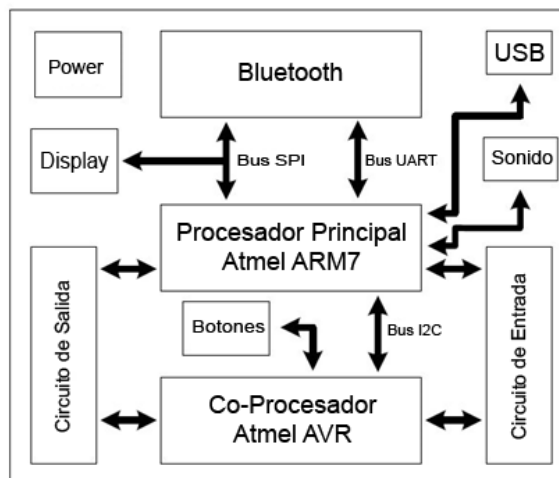 Power
Bluetooth
USB
Display
Bus SPI
Bus UART
Sonido
Procesador Principal
Atmel ARM7
Circuito de Salida
Botones
Bus I2C
Circuito de Entrada
Co-Procesador
Atmel AVR